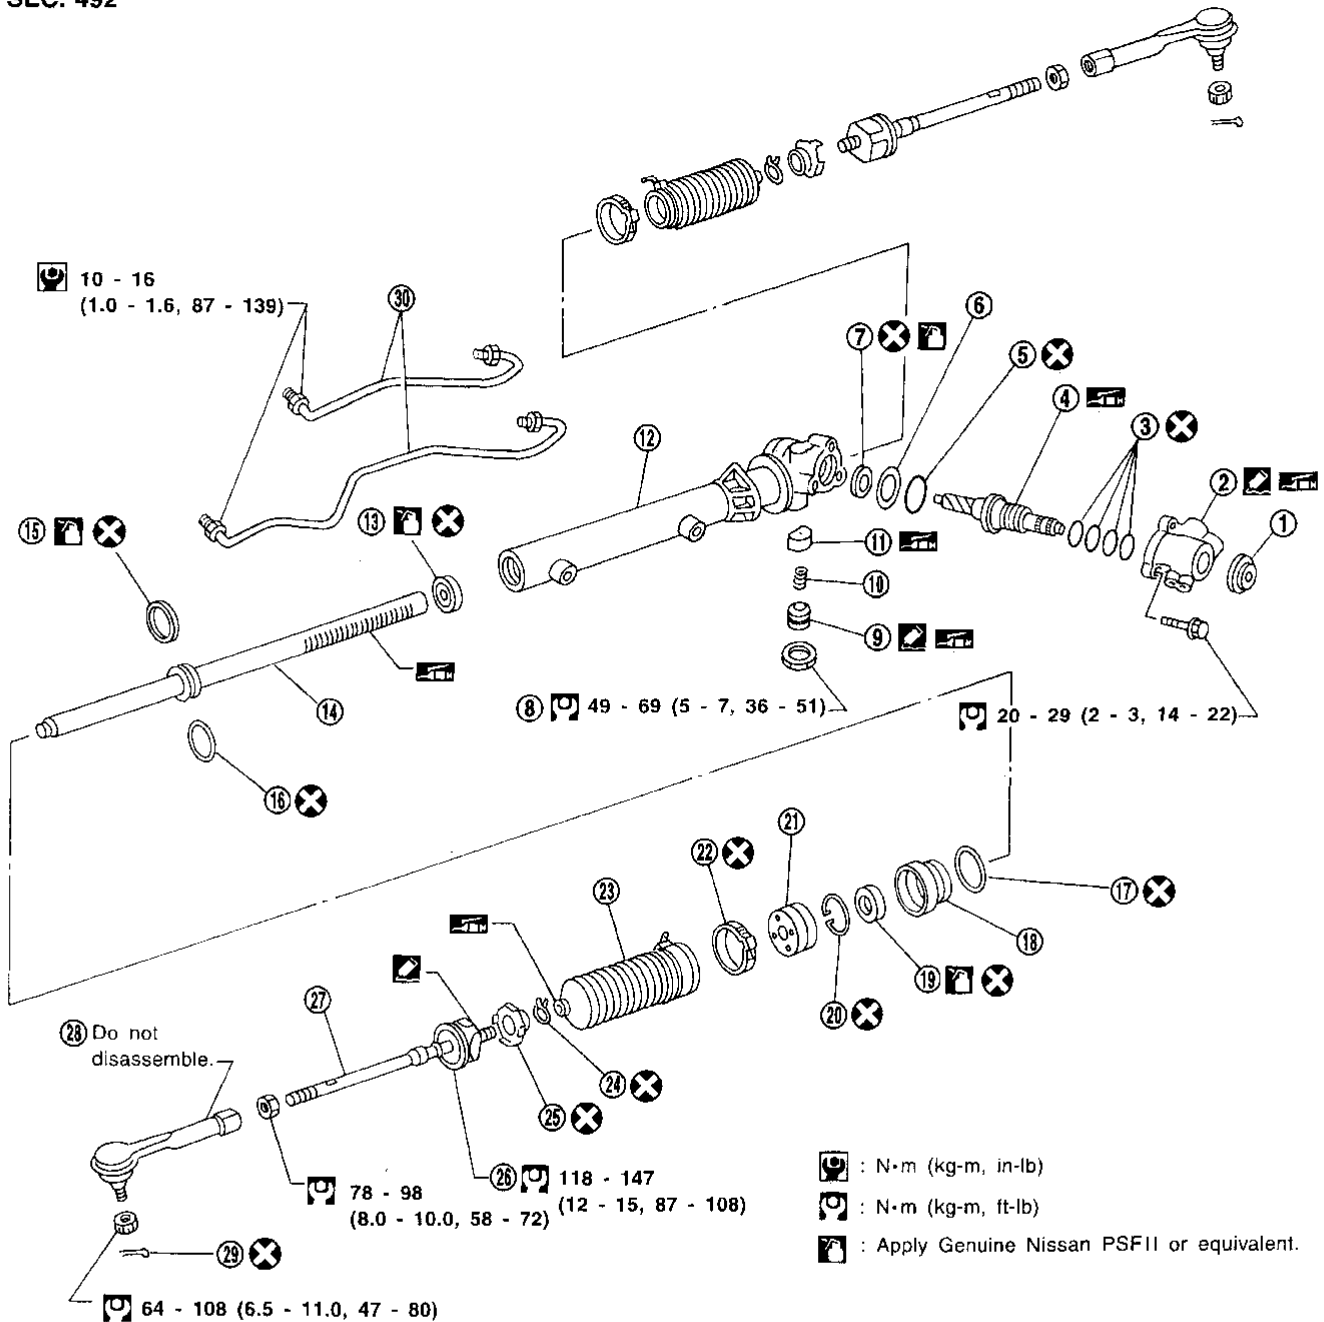 SEC. 492
10 - 16
(1.0 - 1.6, 87 - 139)
30
7
6
5
4
3
2
1
12
11
10
9
13
15
14
16
8 49 - 69 (5 - 7, 36 - 51)
20 - 29 (2 - 3, 14 - 22)
21
22
23
17
18
19
20
24
25
27
28 Do not
disassemble.
26 118 - 147
(12 - 15, 87 - 108)
78 - 98
(8.0 - 10.0, 58 - 72)
29
64 - 108 (6.5 - 11.0, 47 - 80)
: N•m (kg-m, in-lb)
: N•m (kg-m, ft-lb)
: Apply Genuine Nissan PSFII or equivalent.